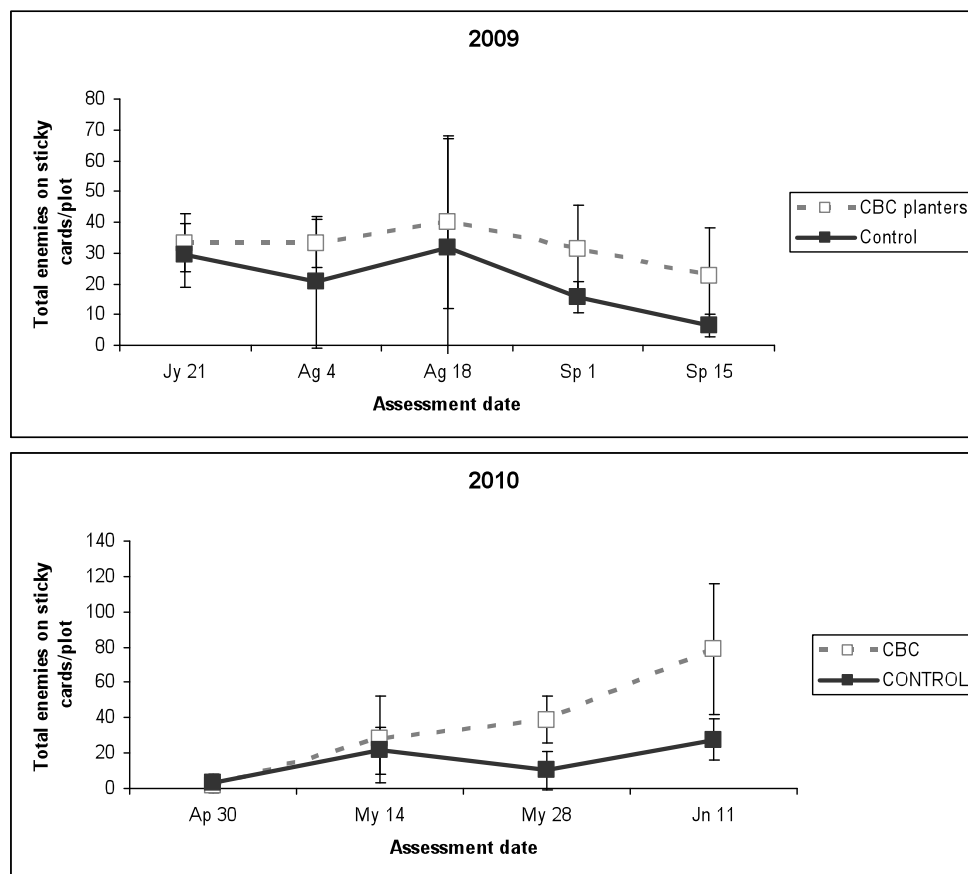 2009
Total enemies on sticky
cards/plot
80
70
60
50
40
30
20
10
0
Jy 21 Ag 4 Ag 18 Sp 1 Sp 15
Assessment date
CBC planters
Control
2010
Total enemies on sticky
cards/plot
140
120
100
80
60
40
20
0
Ap 30 My 14 My 28 Jn 11
Assessment date
CBC
CONTROL